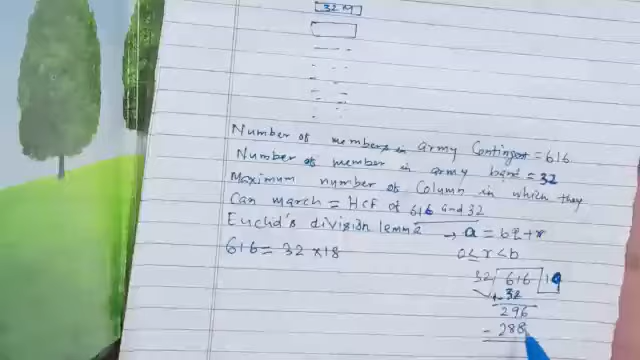 32 M
Number of members in army Contingent = 616
Number of member in army band = 32
Maximum number of Column in which they
Can march = Hcf of 616 and 32
Euclid's division lemma → a = bq+r
0≤r<b
616 = 32 × 18
32 616 19
- 32
296
- 288